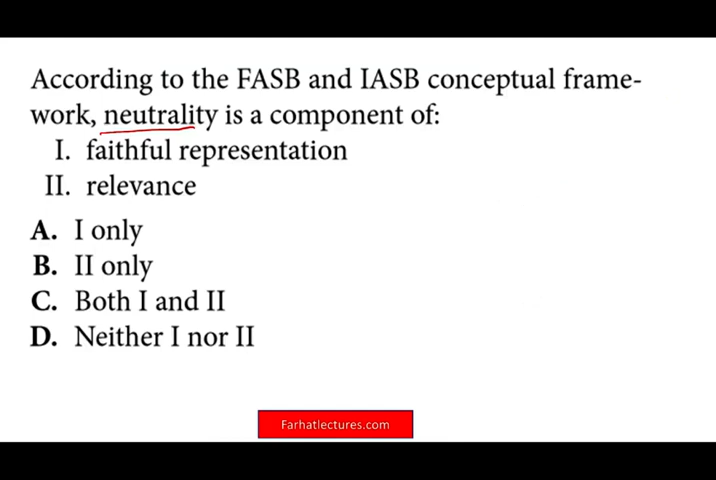 According to the FASB and IASB conceptual frame-
work, neutrality is a component of:
I. faithful representation
II. relevance
A. I only
B. II only
C. Both I and II
D. Neither I nor II
Farhatlectures.com